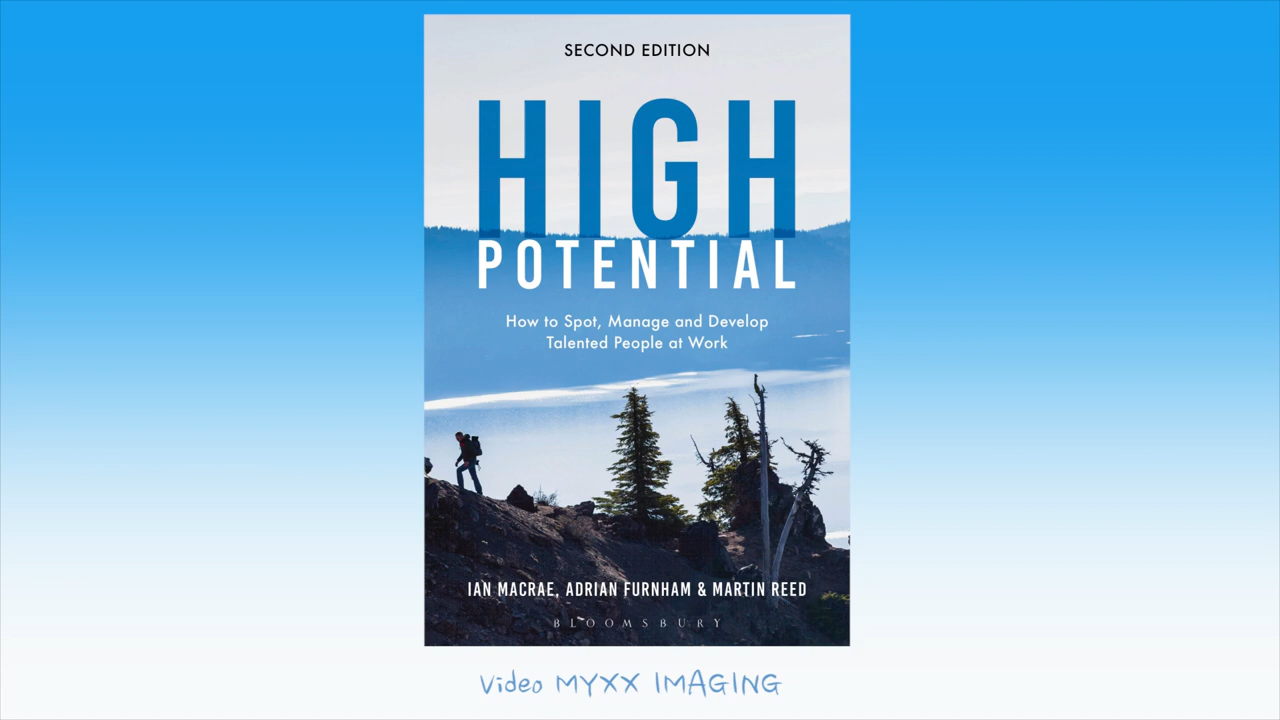 SECOND EDITION
HIGH
POTENTIAL
How to Spot, Manage and Develop
Talented People at Work
IAN MACRAE, ADRIAN FURNHAM & MARTIN REED
BLOOMSBURY
Video MYXX IMAGING